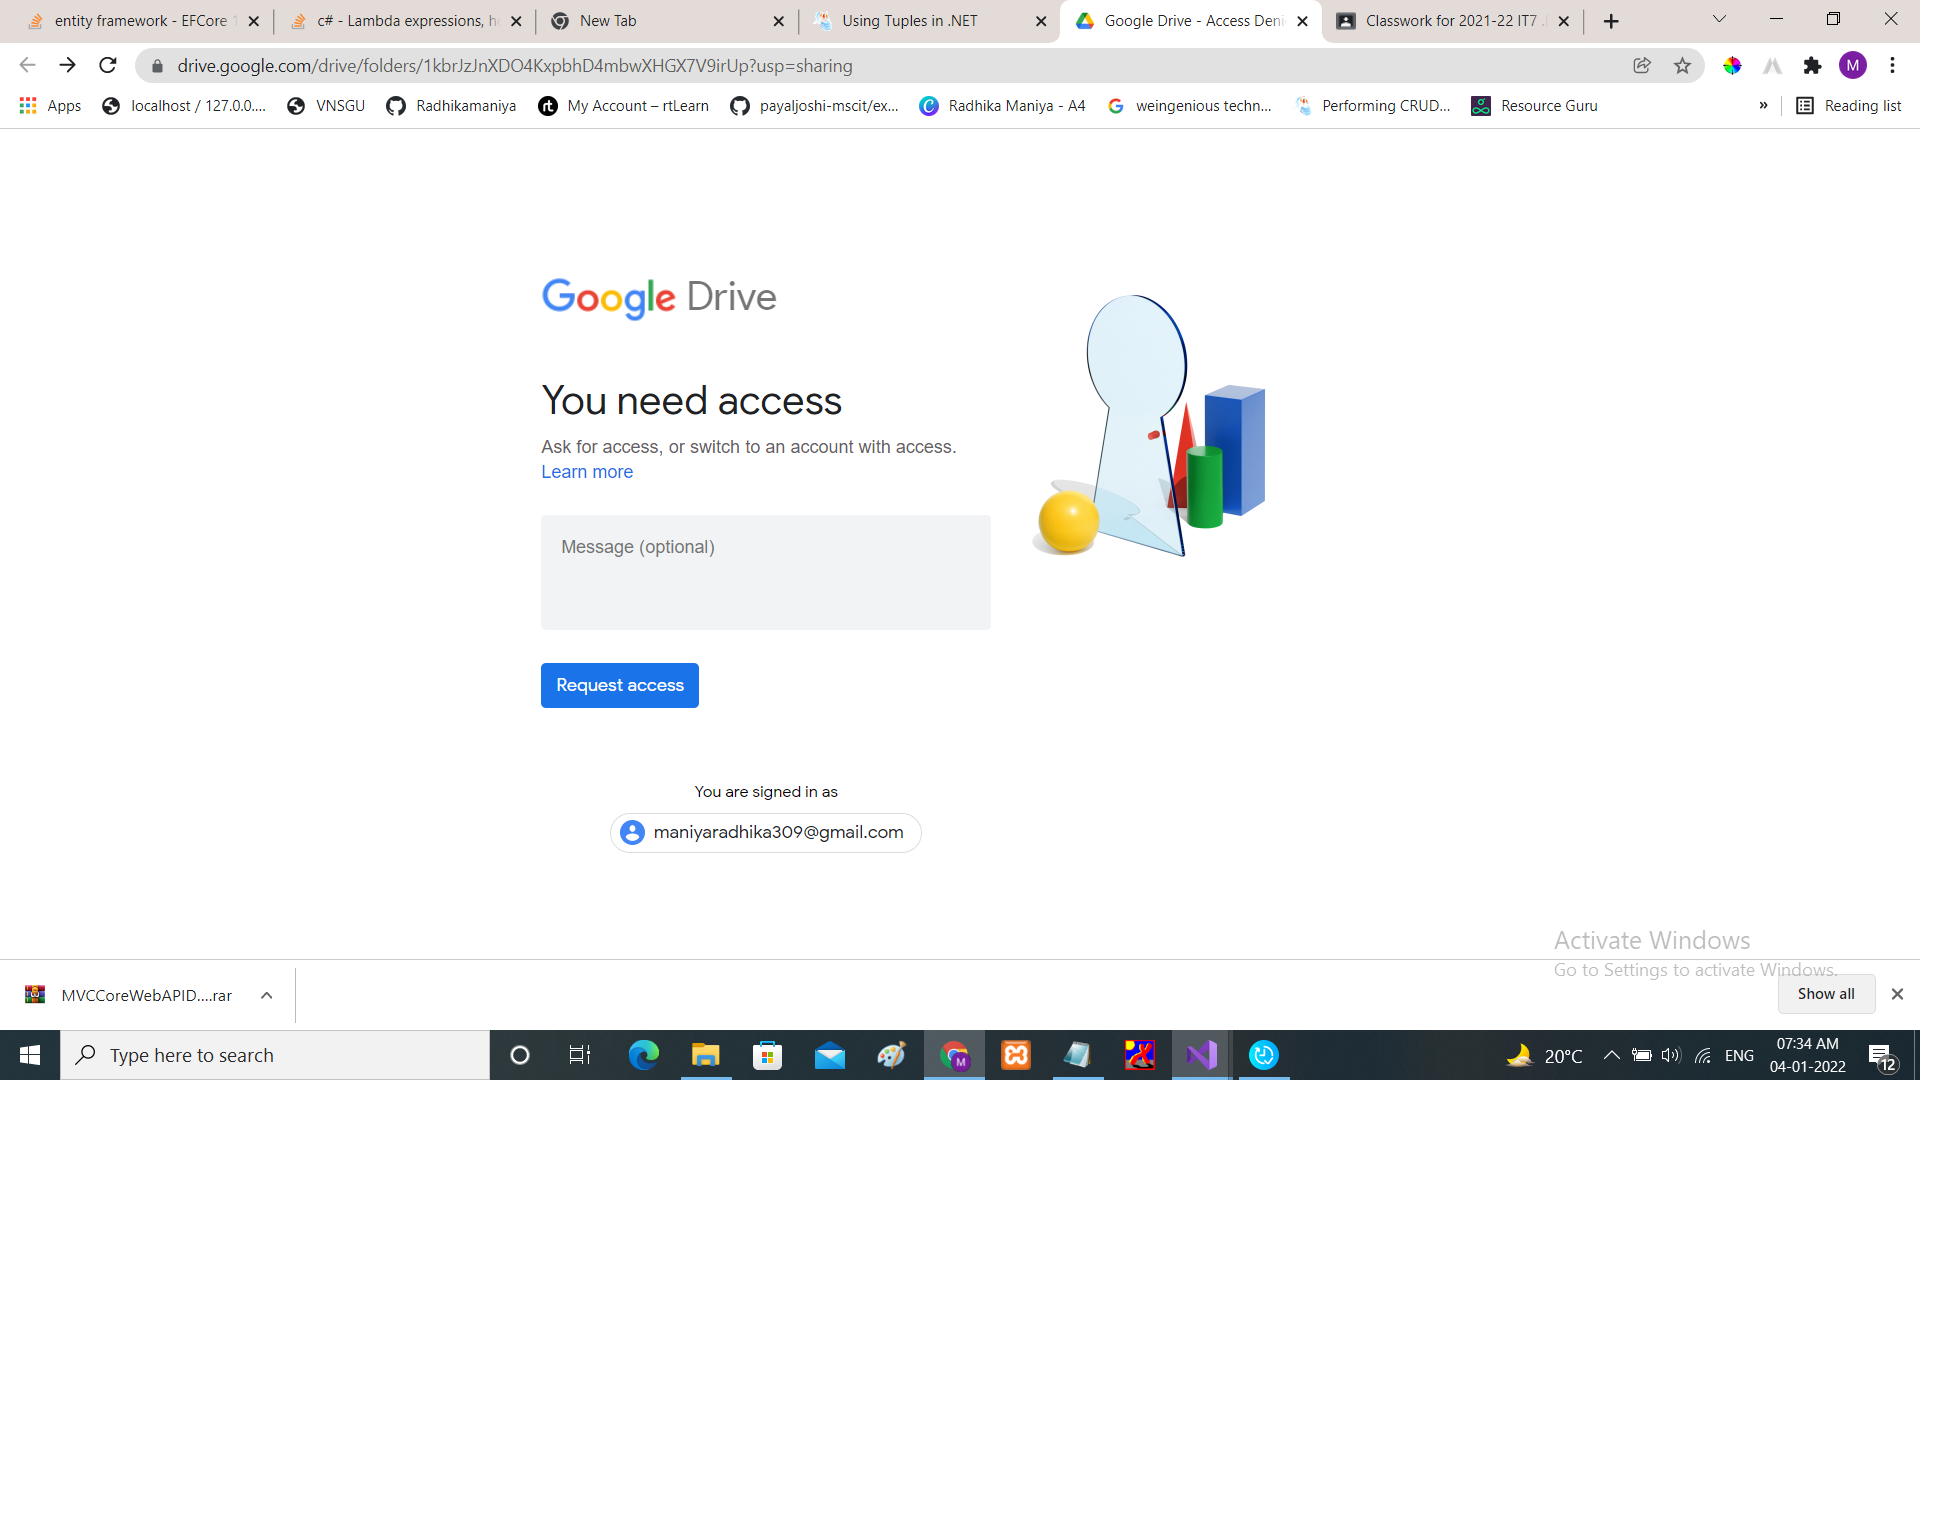 entity framework - EFCore
c# - Lambda expressions, h
New Tab
Using Tuples in .NET
Google Drive - Access Deni
Classwork for 2021-22 IT7 .
drive.google.com/drive/folders/1kbrJzJnXDO4KxpbhD4mbwXHGX7V9irUp?usp=sharing
M
Apps
localhost / 127.0.0....
VNSGU
Radhikamaniya
rt
My Account – rtLearn
payaljoshi-mscit/ex...
Radhika Maniya - A4
weingenious techn...
Performing CRUD...
Resource Guru
»
Reading list
Google Drive
You need access
Ask for access, or switch to an account with access.
Learn more
Message (optional)
Request access
You are signed in as
maniyaradhika309@gmail.com
Activate Windows
Go to Settings to activate Windows.
MVCCoreWebAPID....rar
Show all
Type here to search
M
20°C
ENG
07:34 AM
04-01-2022
12